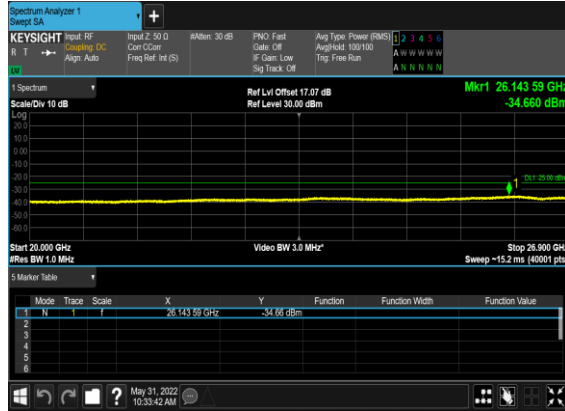 Spectrum Analyzer 1
Swept SA
KEYSIGHT
R T
LV
Input: RF
Coupling: DC
Align: Auto
Input Z: 50 Ω
Corr CCorr
Freq Ref: Int (S)
#Atten: 30 dB
PNO: Fast
Gate: Off
IF Gain: Low
Sig Track: Off
Avg Type: Power (RMS)
Avg|Hold: 100/100
Trig: Free Run
1 2 3 4 5 6
A W W W W W
A N N N N N
1 Spectrum
Scale/Div 10 dB
Ref Lvl Offset 17.07 dB
Ref Level 30.00 dBm
Mkr1 26.143 59 GHz
-34.660 dBm
Log
20.0
10.0
0.00
-10.0
-20.0
-30.0
-40.0
-50.0
-60.0
DL1 -25.00 dBm
1
Start 20.000 GHz
#Res BW 1.0 MHz
Video BW 3.0 MHz*
Stop 26.900 GHz
Sweep ~15.2 ms (40001 pts)
5 Marker Table
Mode Trace Scale X Y Function Function Width Function Value
1 N 1 f 26.143 59 GHz -34.66 dBm
2
3
4
5
6
?
May 31, 2022
10:33:42 AM